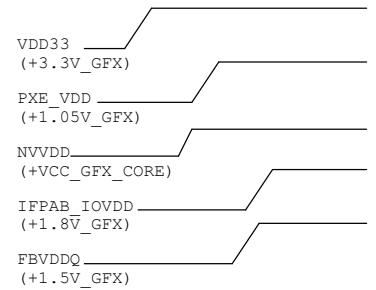 VDD33
(+3.3V_GFX)
PXE_VDD
(+1.05V_GFX)
NVVDD
(+VCC_GFX_CORE)
IFPAB_IOVDD
(+1.8V_GFX)
FBVDDQ
(+1.5V_GFX)